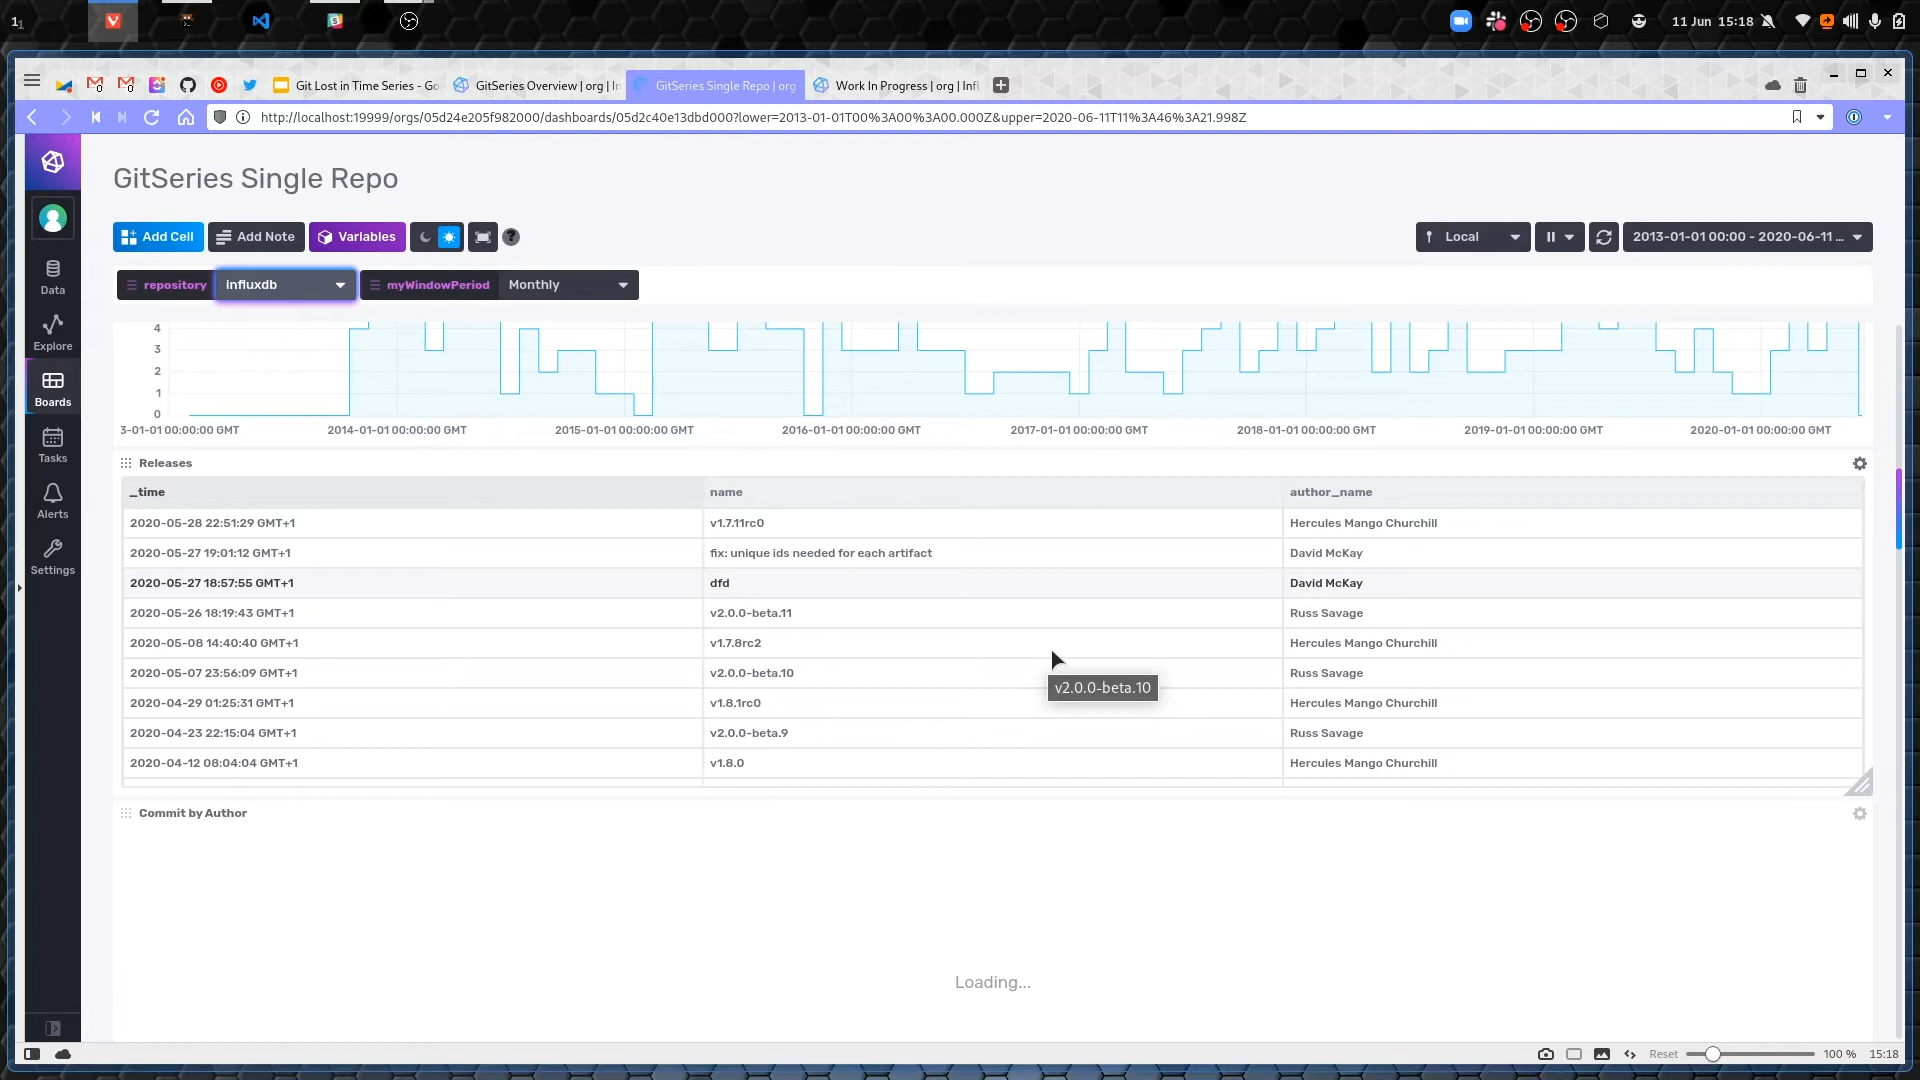 11 Jun 15:18
Git Lost in Time Series - Go
GitSeries Overview | org | In
GitSeries Single Repo | org
Work In Progress | org | Infl
http://localhost:19999/orgs/05d24e205f982000/dashboards/05d2c40e13dbd000?lower=2013-01-01T00%3A00%3A00.000Z&upper=2020-06-11T11%3A46%3A21.998Z
GitSeries Single Repo
Add Cell
Add Note
Variables
?
Local
2013-01-01 00:00 - 2020-06-11 ...
repository
influxdb
myWindowPeriod
Monthly
Data
Explore
Boards
Tasks
Alerts
Settings
4
3
2
1
0
3-01-01 00:00:00 GMT
2014-01-01 00:00:00 GMT
2015-01-01 00:00:00 GMT
2016-01-01 00:00:00 GMT
2017-01-01 00:00:00 GMT
2018-01-01 00:00:00 GMT
2019-01-01 00:00:00 GMT
2020-01-01 00:00:00 GMT
Releases
_time name author_name
2020-05-28 22:51:29 GMT+1 v1.7.11rc0 Hercules Mango Churchill
2020-05-27 19:01:12 GMT+1 fix: unique ids needed for each artifact David McKay
2020-05-27 18:57:55 GMT+1 dfd David McKay
2020-05-26 18:19:43 GMT+1 v2.0.0-beta.11 Russ Savage
2020-05-08 14:40:40 GMT+1 v1.7.8rc2 Hercules Mango Churchill
2020-05-07 23:56:09 GMT+1 v2.0.0-beta.10 Russ Savage
v2.0.0-beta.10
2020-04-29 01:25:31 GMT+1 v1.8.1rc0 Hercules Mango Churchill
2020-04-23 22:15:04 GMT+1 v2.0.0-beta.9 Russ Savage
2020-04-12 08:04:04 GMT+1 v1.8.0 Hercules Mango Churchill
Commit by Author
Loading...
Reset
100 %
15:18